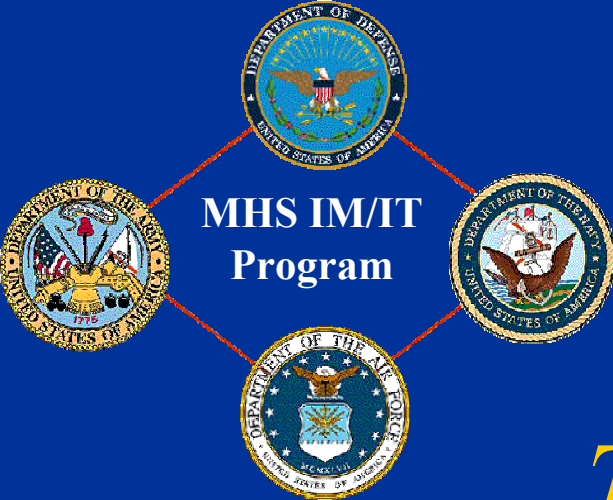 DEPARTMENT OF DEFENSE
UNITED STATES OF AMERICA
MHS IM/IT
Program
DEPARTMENT OF THE ARMY
1775
UNITED STATES OF AMERICA
DEPARTMENT OF THE NAVY
UNITED STATES OF AMERICA
DEPARTMENT OF THE AIR FORCE
MCMXLVII
UNITED STATES OF AMERICA